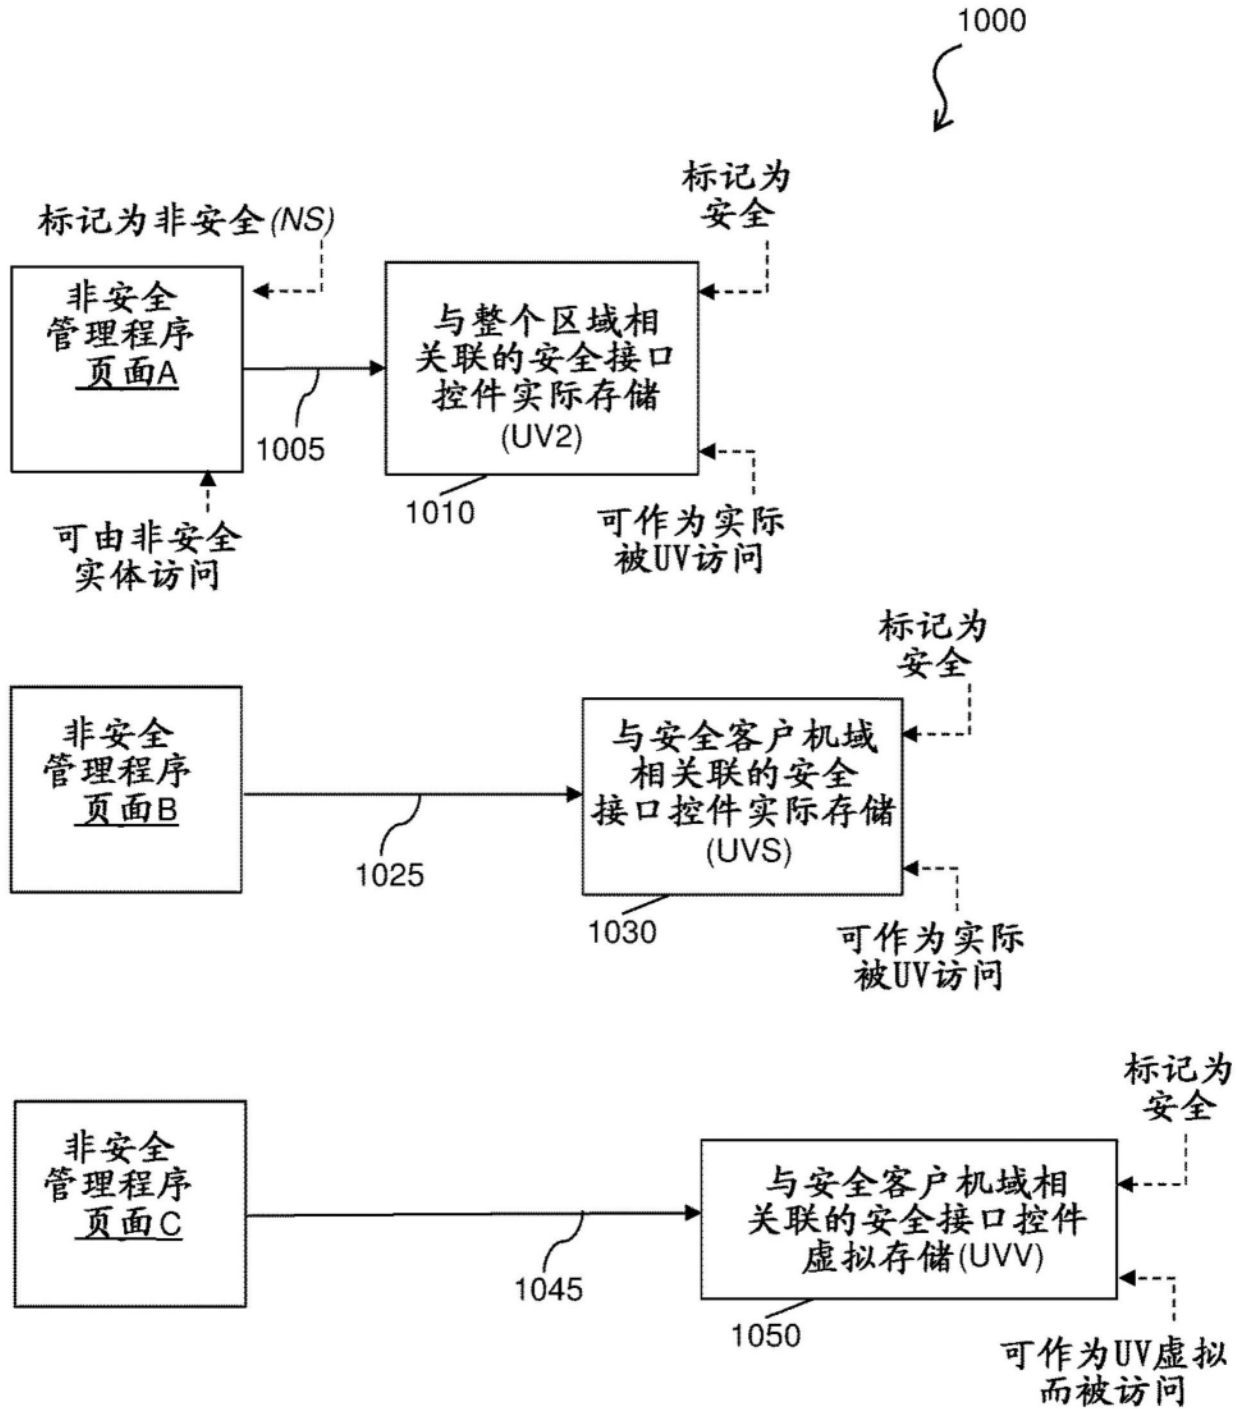 1000
标记为
安全
标记为非安全(NS)
非安全
管理程序
页面A
与整个区域相
关联的安全接口
控件实际存储
(UV2)
1005
1010
可由非安全
实体访问
可作为实际
被UV访问
标记为
安全
非安全
管理程序
页面B
与安全客户机域
相关联的安全
接口控件实际存储
(UVS)
1025
1030
可作为实际
被UV访问
标记为
安全
非安全
管理程序
页面C
与安全客户机域相
关联的安全接口控件
虚拟存储(UVV)
1045
1050
可作为UV虚拟
而被访问